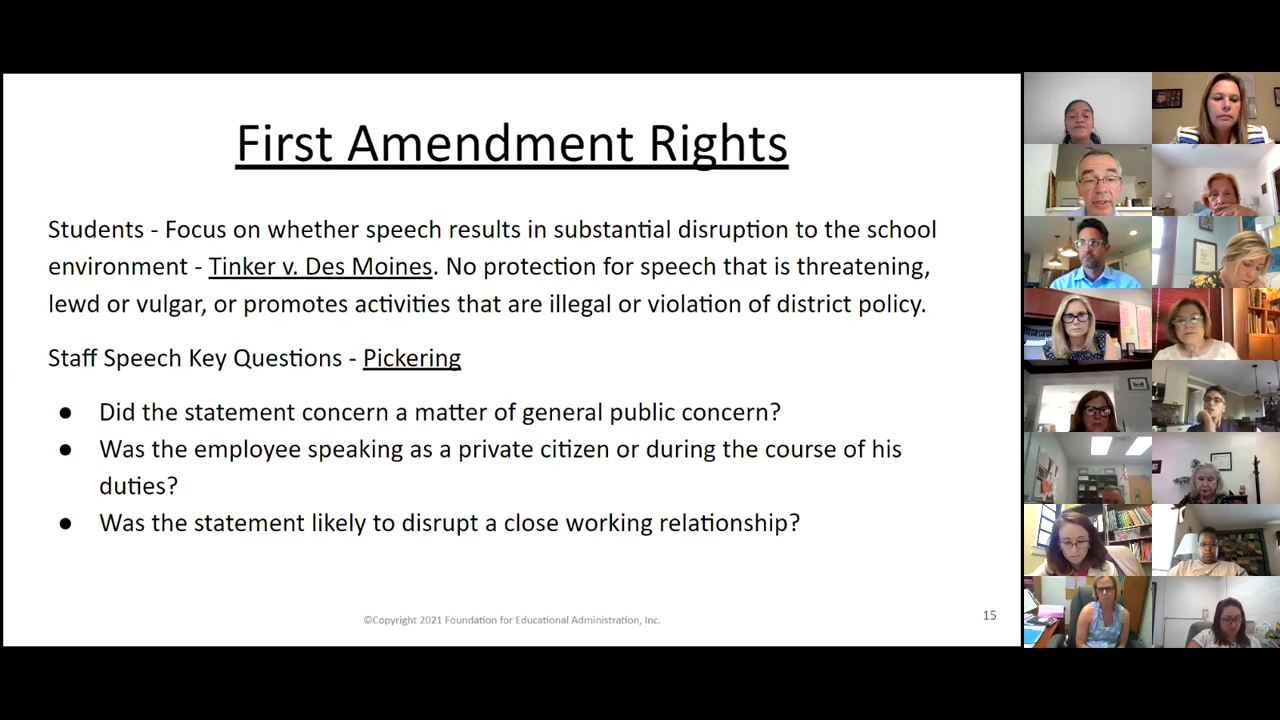 First Amendment Rights
Students - Focus on whether speech results in substantial disruption to the school
environment - Tinker v. Des Moines. No protection for speech that is threatening,
lewd or vulgar, or promotes activities that are illegal or violation of district policy.
Staff Speech Key Questions - Pickering
● Did the statement concern a matter of general public concern?
● Was the employee speaking as a private citizen or during the course of his
duties?
● Was the statement likely to disrupt a close working relationship?
©Copyright 2021 Foundation for Educational Administration, Inc.
15